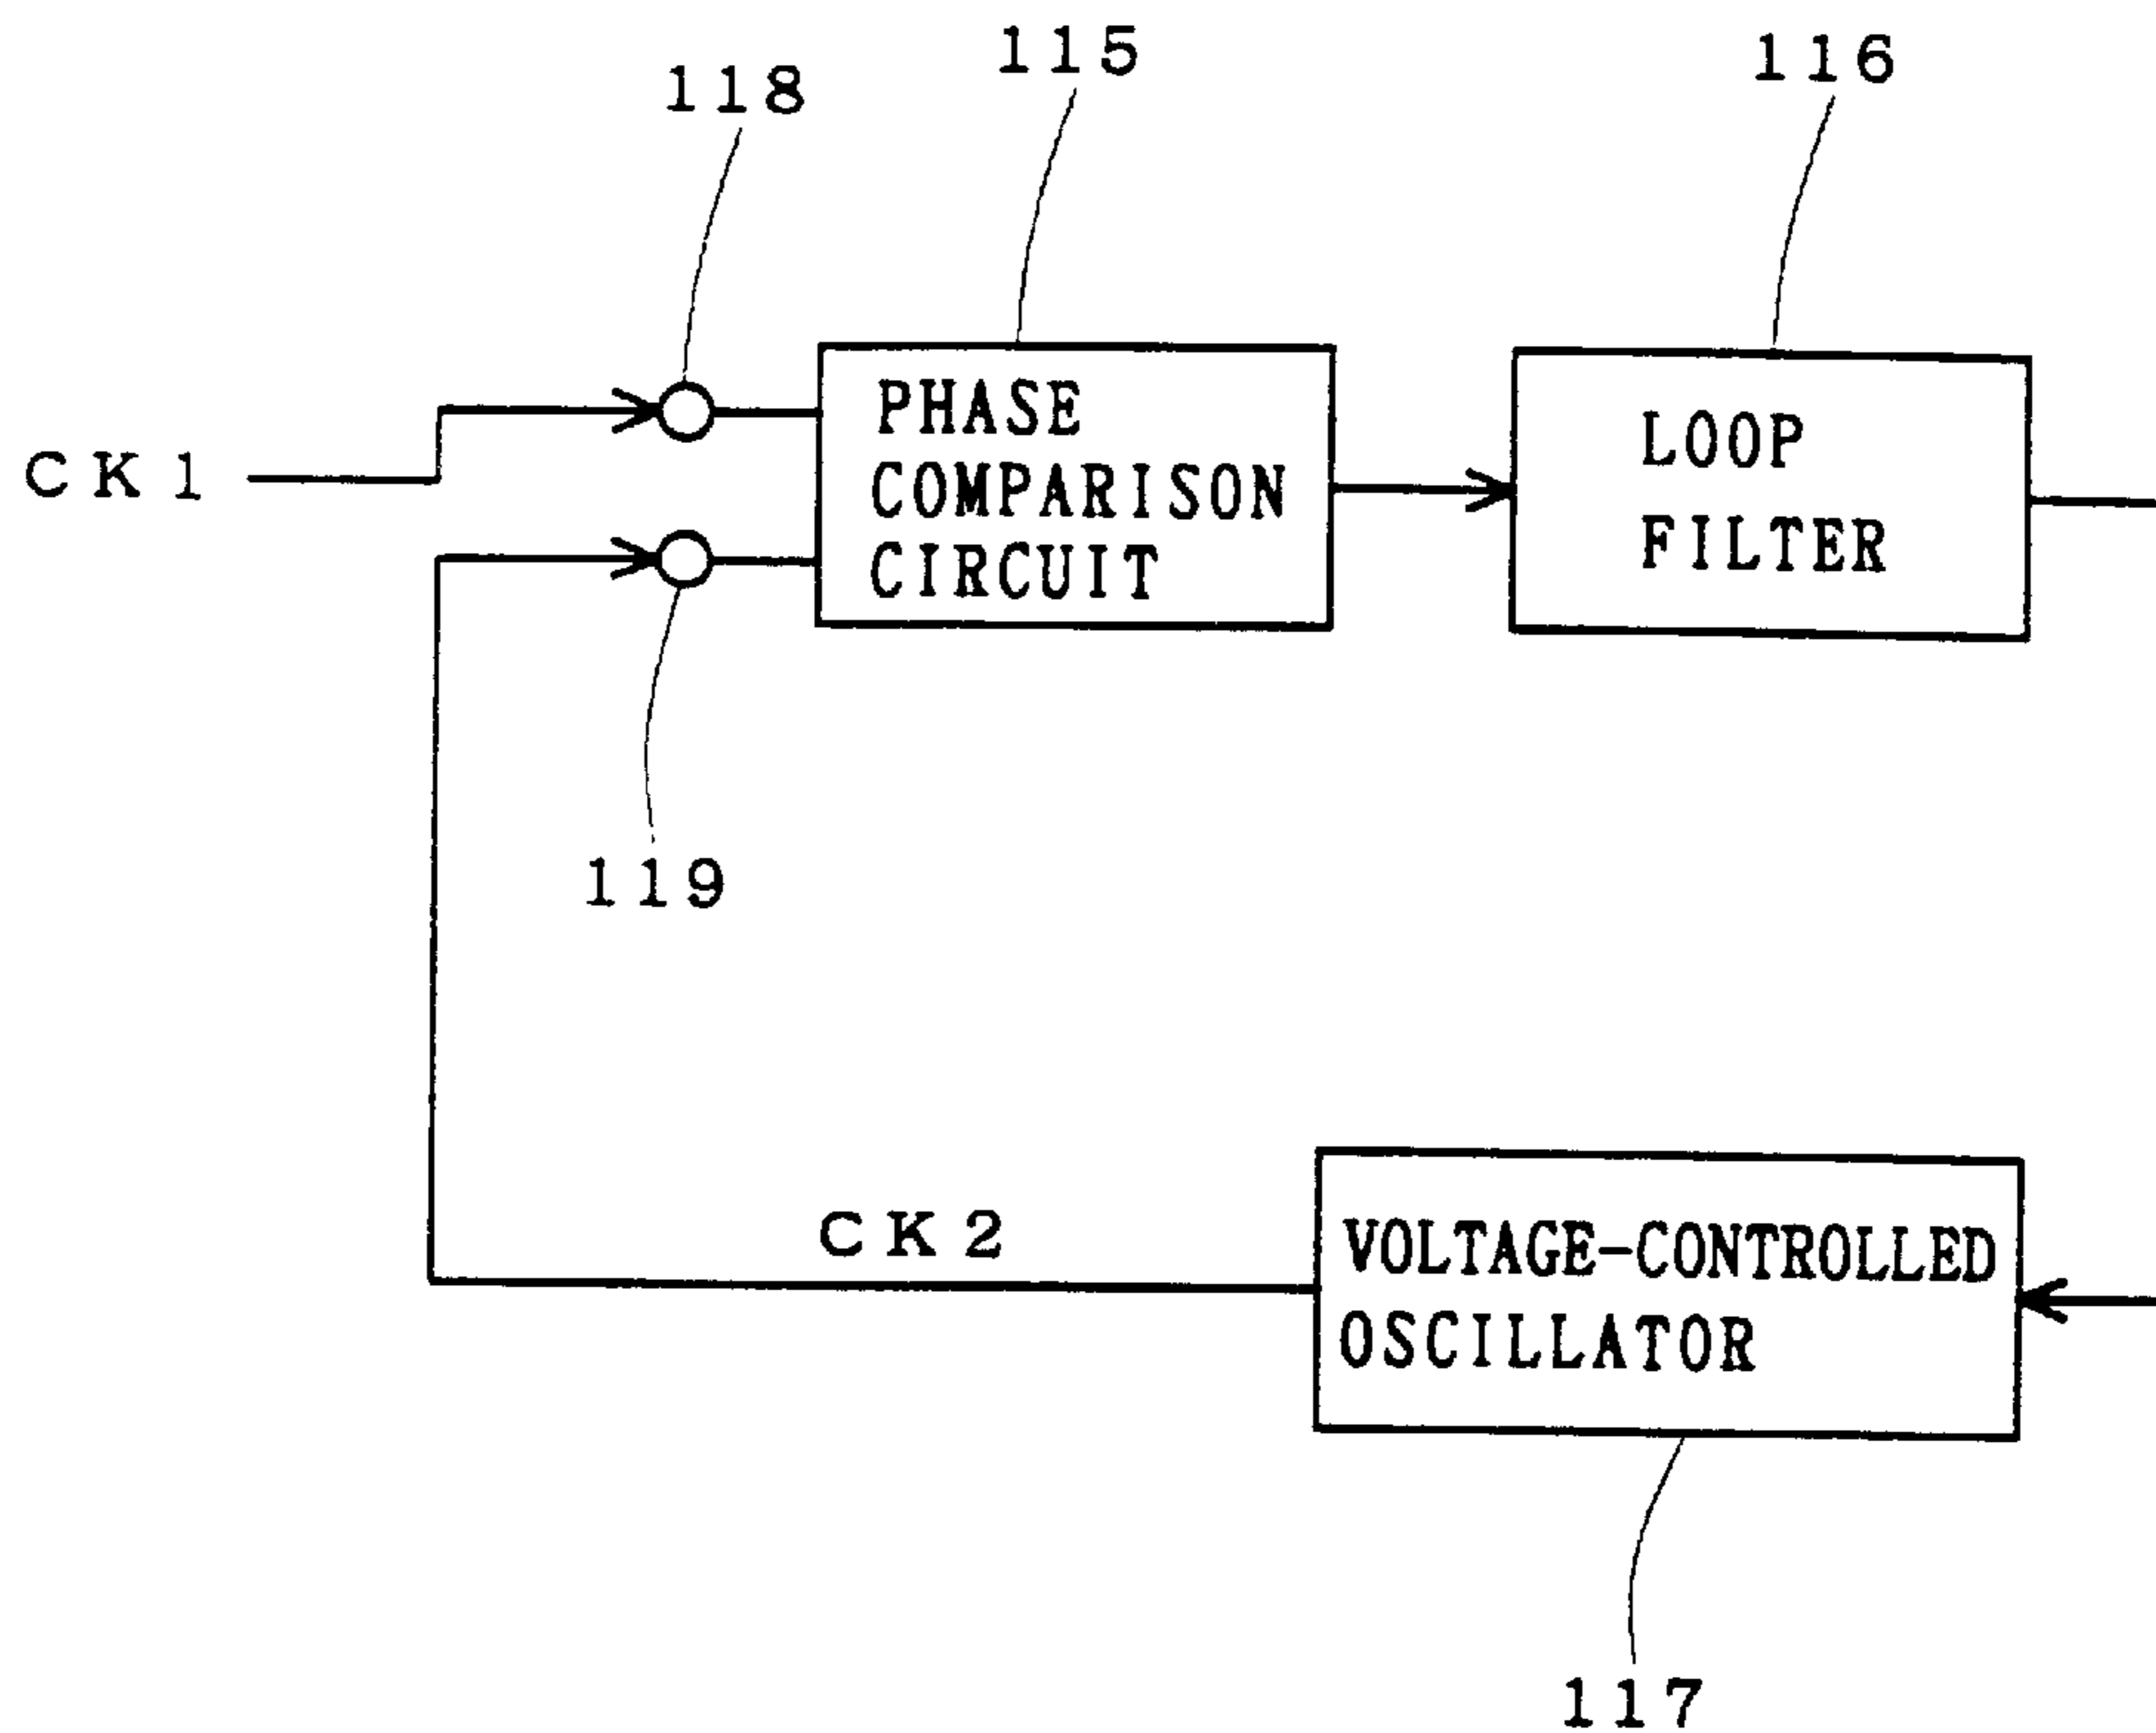 118
115
116
CK1
PHASE
COMPARISON
CIRCUIT
LOOP
FILTER
119
CK2
VOLTAGE-CONTROLLED
OSCILLATOR
117